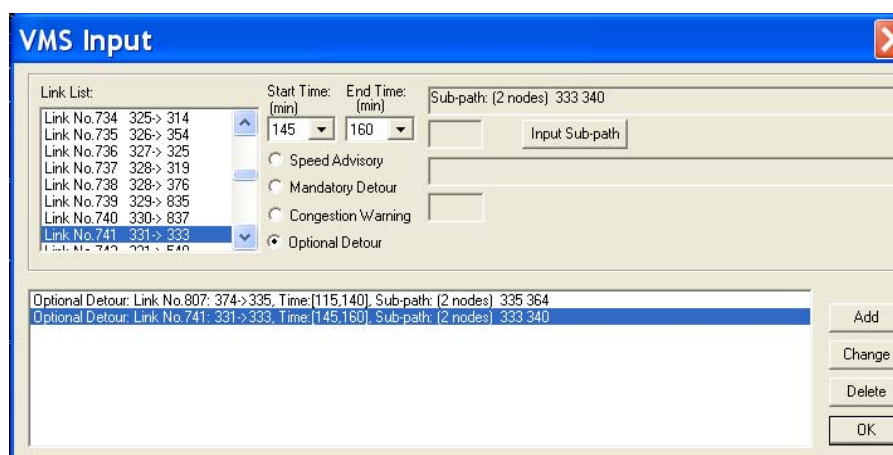 VMS Input
Link List:
Link No.734 325-> 314
Link No.735 326-> 354
Link No.736 327-> 325
Link No.737 328-> 319
Link No.738 328-> 376
Link No.739 329-> 835
Link No.740 330-> 837
Link No.741 331-> 333
Start Time: (min)
145
End Time: (min)
160
Speed Advisory
Mandatory Detour
Congestion Warning
Optional Detour
Sub-path: (2 nodes) 333 340
Input Sub-path
Optional Detour: Link No.807: 374->335, Time:[115,140], Sub-path: (2 nodes) 335 364
Optional Detour: Link No.741: 331->333, Time:[145,160], Sub-path: (2 nodes) 333 340
Add
Change
Delete
OK